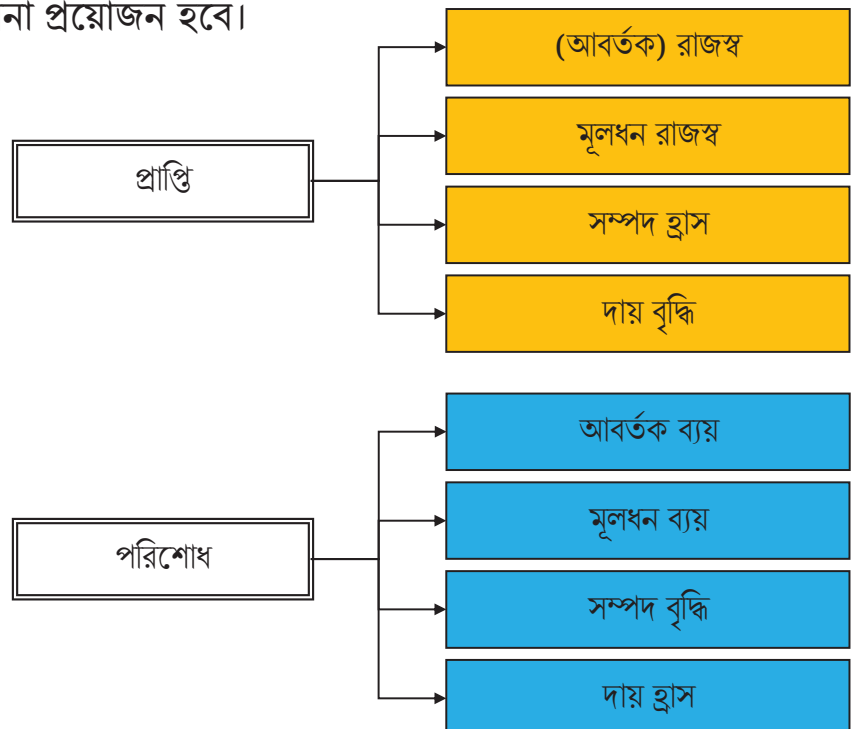 না প্রয়োজন হবে।
(আবর্তক) রাজস্ব
মূলধন রাজস্ব
প্রাপ্তি
সম্পদ হ্রাস
দায় বৃদ্ধি
আবর্তক ব্যয়
মূলধন ব্যয়
পরিশোধ
সম্পদ বৃদ্ধি
দায় হ্রাস